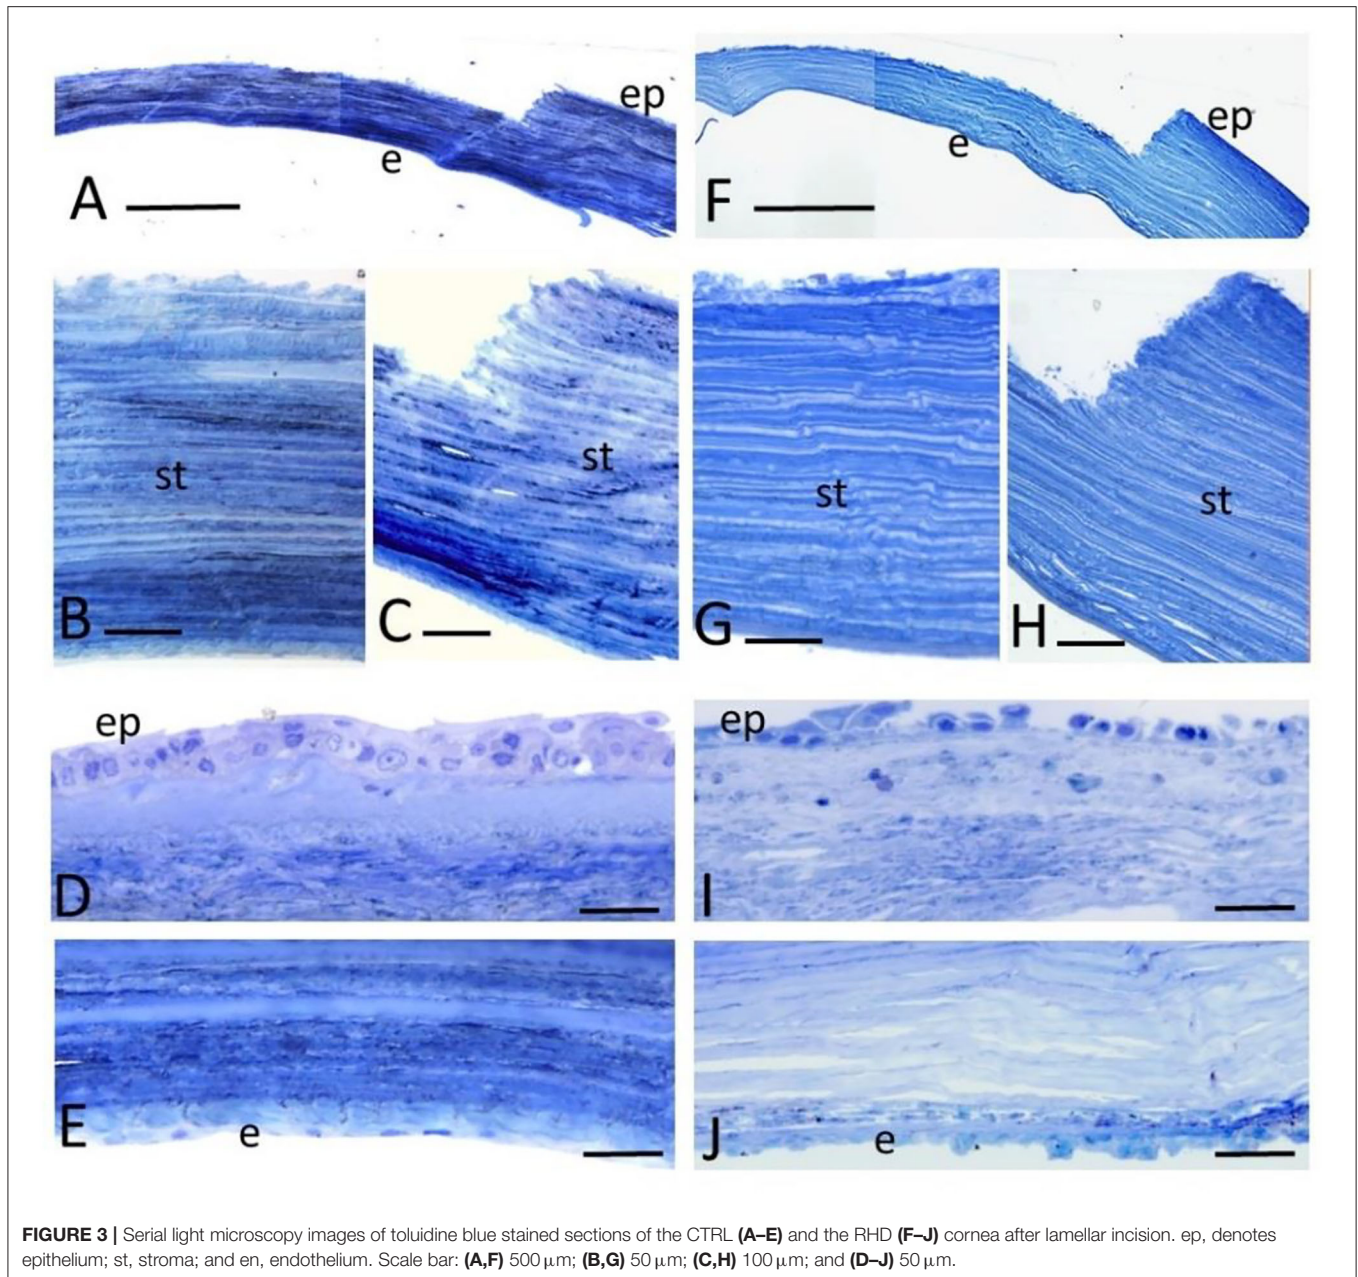 ep
e
A
ep
e
F
st
B
st
C
st
G
st
H
ep
D
ep
I
e
E
e
J
FIGURE 3 | Serial light microscopy images of toluidine blue stained sections of the CTRL (A–E) and the RHD (F–J) cornea after lamellar incision. ep, denotes
epithelium; st, stroma; and en, endothelium. Scale bar: (A,F) 500 μm; (B,G) 50 μm; (C,H) 100 μm; and (D–J) 50 μm.